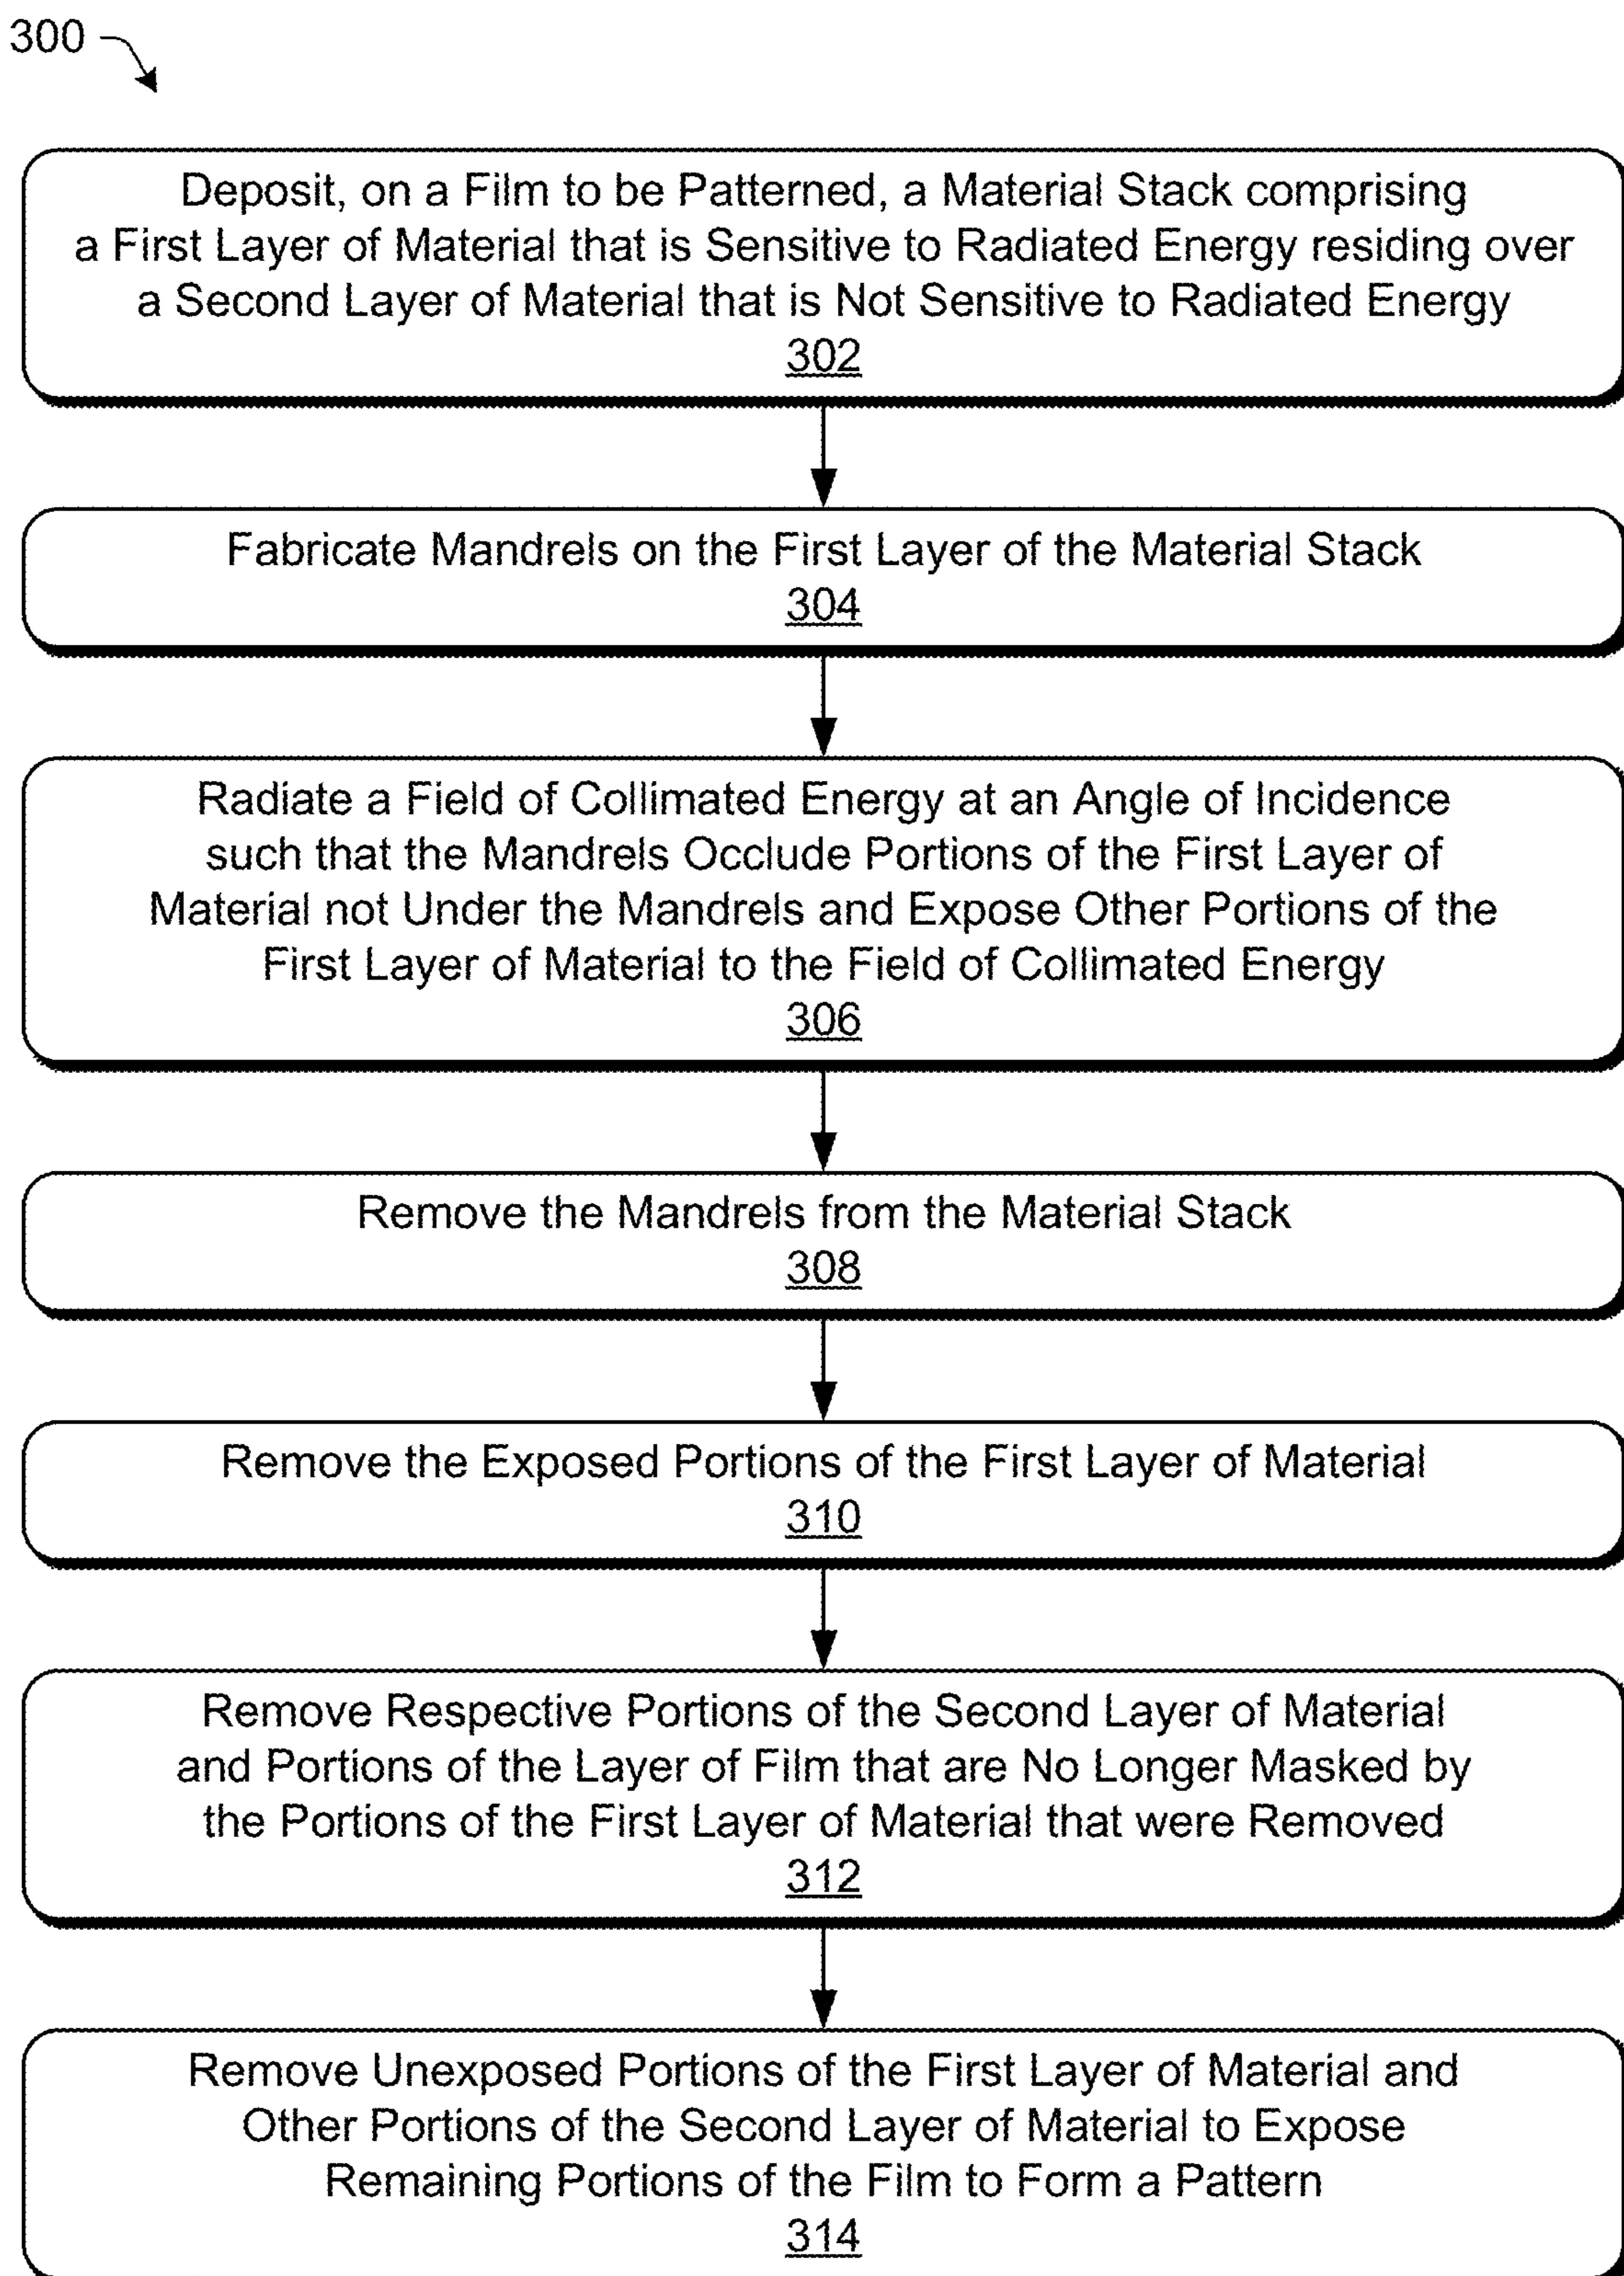 300
Deposit, on a Film to be Patterned, a Material Stack comprising
a First Layer of Material that is Sensitive to Radiated Energy residing over
a Second Layer of Material that is Not Sensitive to Radiated Energy
302
Fabricate Mandrels on the First Layer of the Material Stack
304
Radiate a Field of Collimated Energy at an Angle of Incidence
such that the Mandrels Occlude Portions of the First Layer of
Material not Under the Mandrels and Expose Other Portions of the
First Layer of Material to the Field of Collimated Energy
306
Remove the Mandrels from the Material Stack
308
Remove the Exposed Portions of the First Layer of Material
310
Remove Respective Portions of the Second Layer of Material
and Portions of the Layer of Film that are No Longer Masked by
the Portions of the First Layer of Material that were Removed
312
Remove Unexposed Portions of the First Layer of Material and
Other Portions of the Second Layer of Material to Expose
Remaining Portions of the Film to Form a Pattern
314